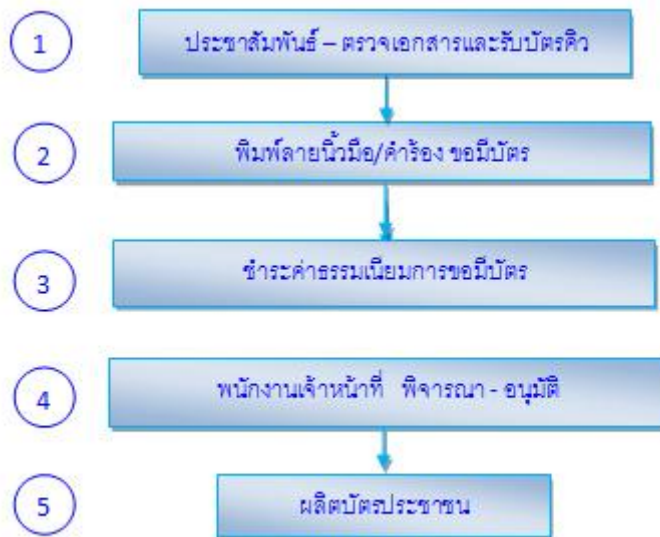 1 ประชาสัมพันธ์ – ตรวจเอกสารและรับบัตรคิว
2 พิมพ์ลายนิ้วมือ/คำร้อง ขอมีบัตร
3 ชำระค่าธรรมเนียมการขอมีบัตร
4 พนักงานเจ้าหน้าที่ พิจารณา - อนุมัติ
5 ผลิตบัตรประชาชน